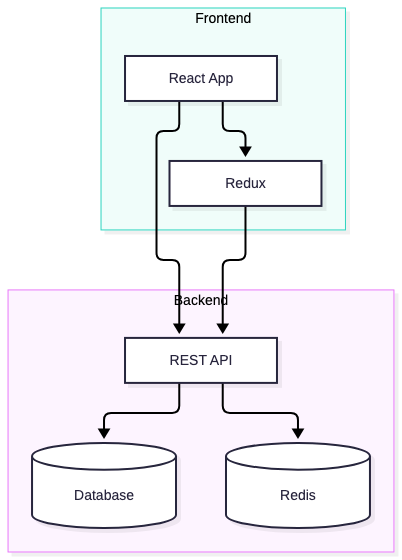 Frontend
React App
Redux
Backend
REST API
Database
Redis